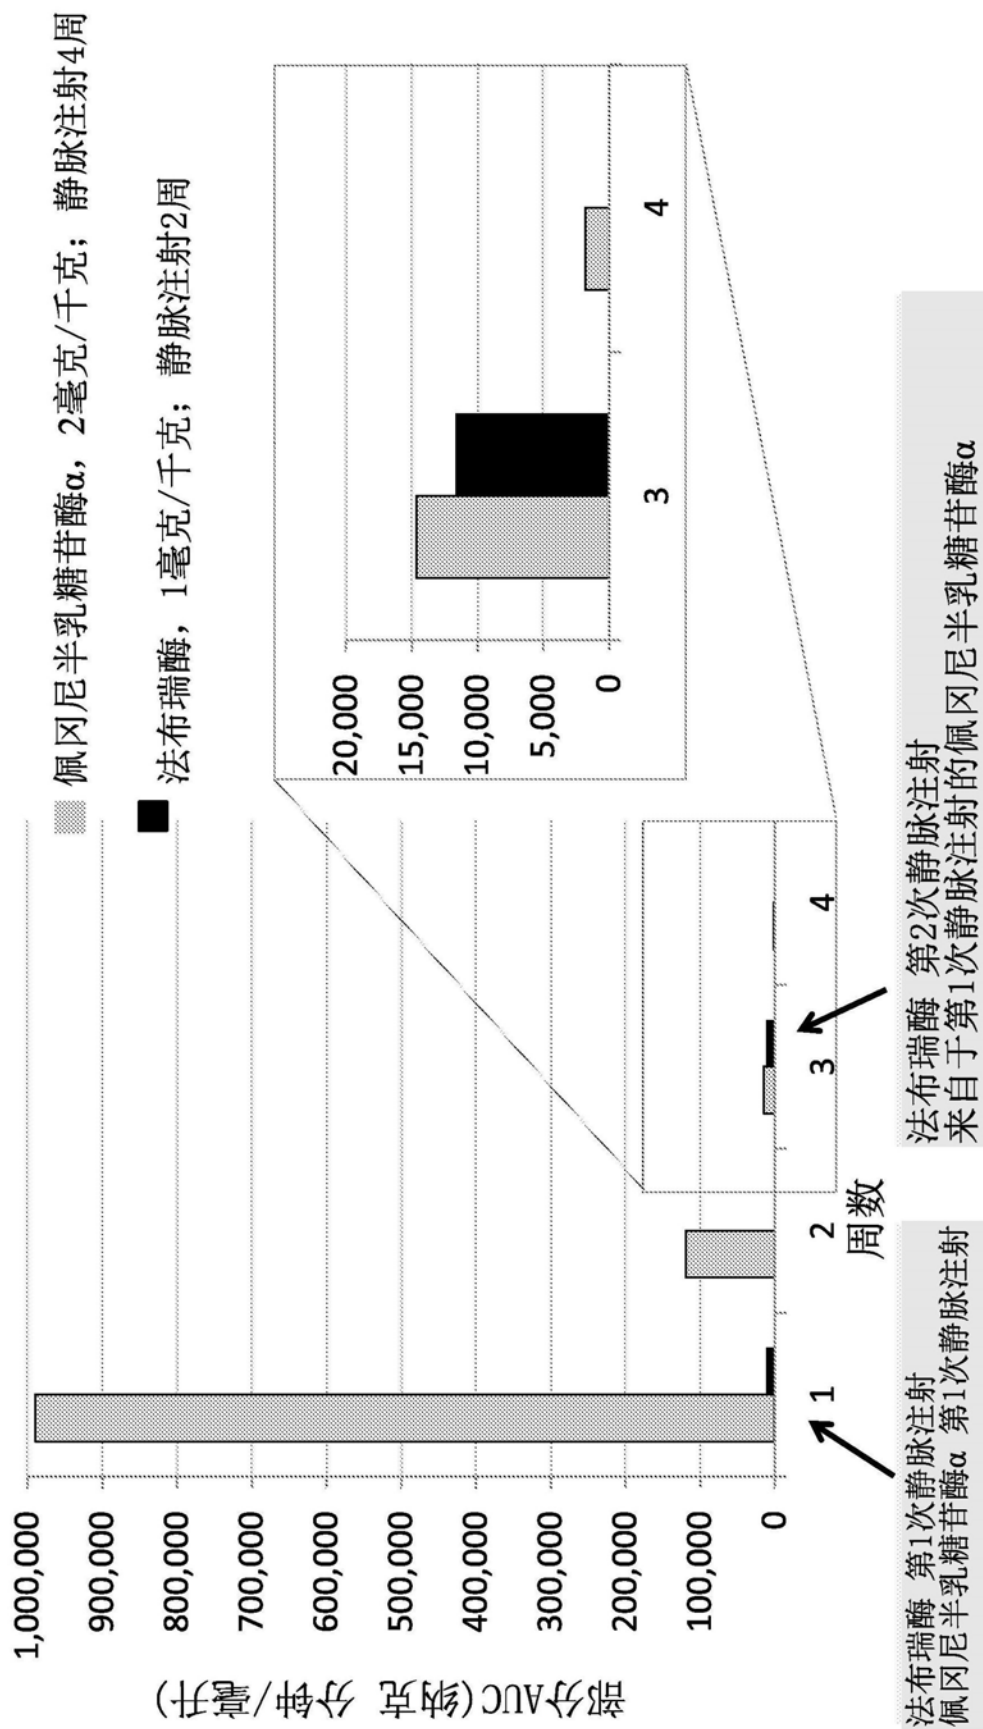 佩冈尼半乳糖苷酶α, 2毫克/千克; 静脉注射4周
法布瑞酶, 1毫克/千克; 静脉注射2周
部分AUC(纳克 分钟/毫升)
1,000,000
900,000
800,000
700,000
600,000
500,000
400,000
300,000
200,000
100,000
0
1
2
3
4
周数
20,000
15,000
10,000
5,000
0
3
4
法布瑞酶 第1次静脉注射
佩冈尼半乳糖苷酶α 第1次静脉注射
法布瑞酶 第2次静脉注射
来自于第1次静脉注射的佩冈尼半乳糖苷酶α